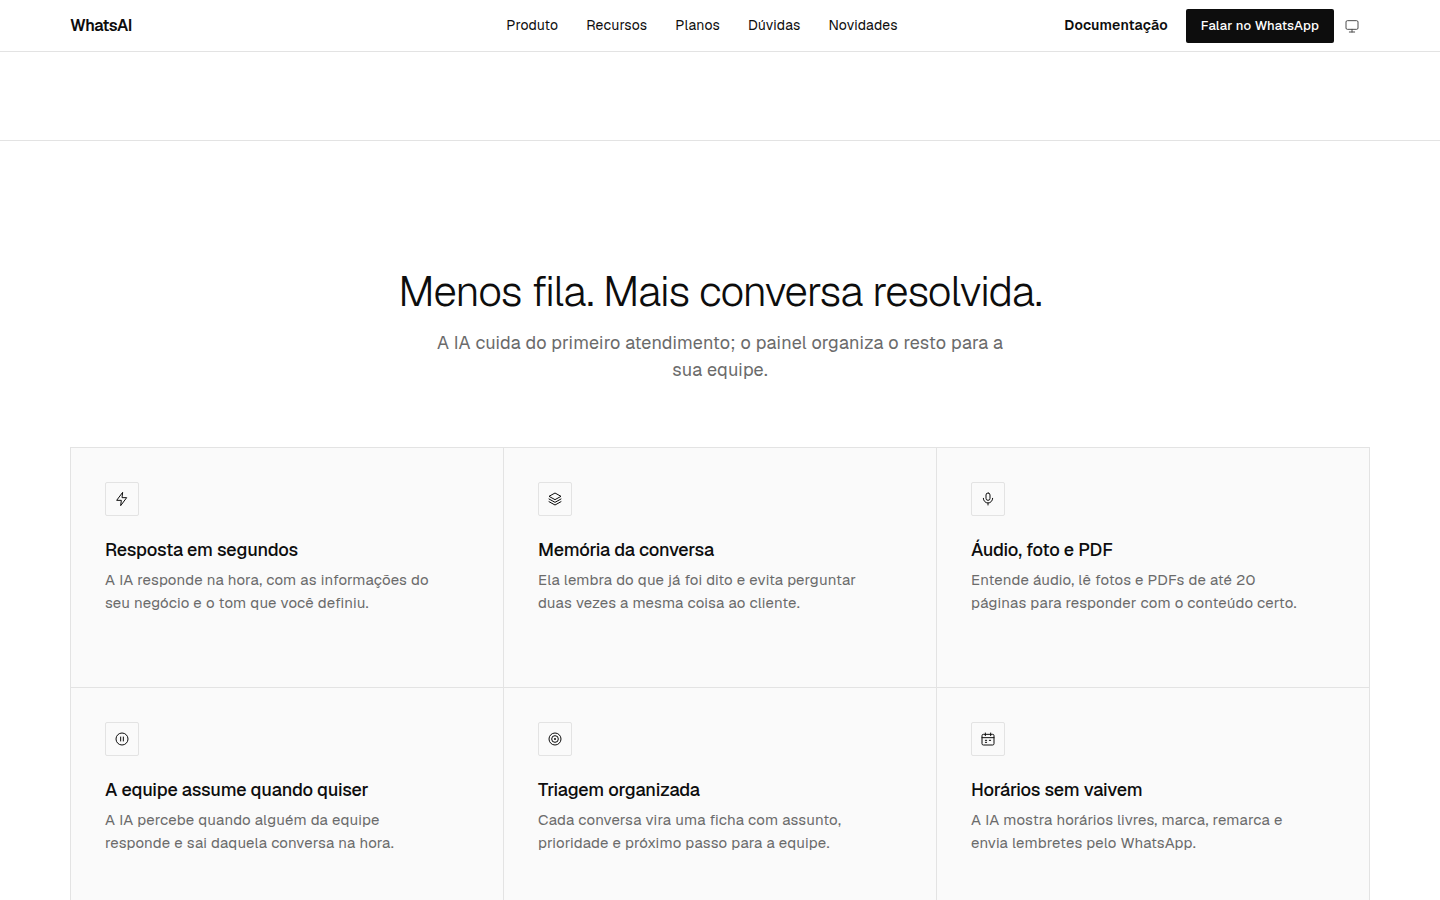 WhatsAI
Produto
Recursos
Planos
Dúvidas
Novidades
Documentação
Falar no WhatsApp
Menos fila. Mais conversa resolvida.
A IA cuida do primeiro atendimento; o painel organiza o resto para a
sua equipe.
Resposta em segundos
A IA responde na hora, com as informações do
seu negócio e o tom que você definiu.
Memória da conversa
Ela lembra do que já foi dito e evita perguntar
duas vezes a mesma coisa ao cliente.
Áudio, foto e PDF
Entende áudio, lê fotos e PDFs de até 20
páginas para responder com o conteúdo certo.
A equipe assume quando quiser
A IA percebe quando alguém da equipe
responde e sai daquela conversa na hora.
Triagem organizada
Cada conversa vira uma ficha com assunto,
prioridade e próximo passo para a equipe.
Horários sem vaivem
A IA mostra horários livres, marca, remarca e
envia lembretes pelo WhatsApp.